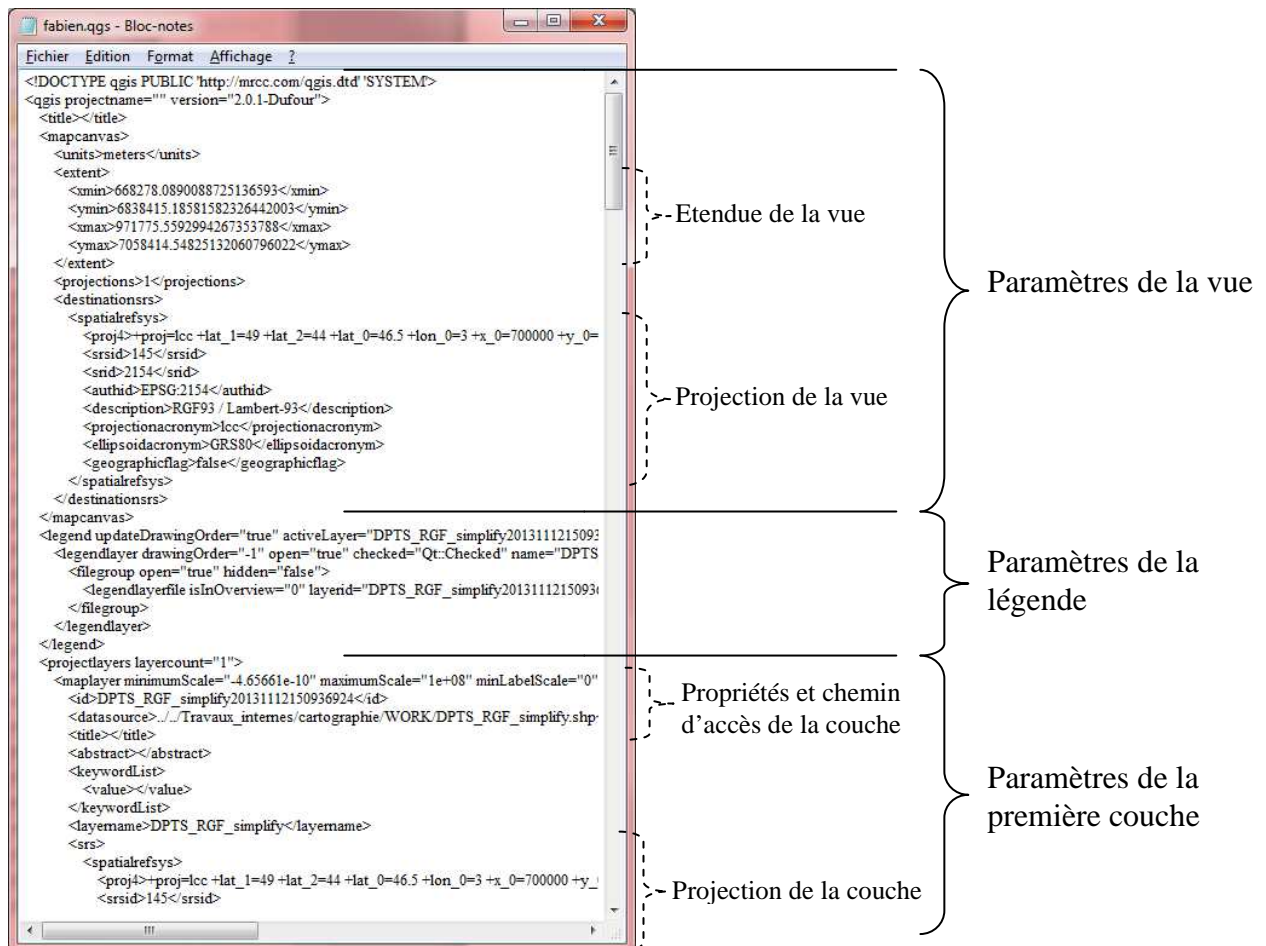 fabien.qgs - Bloc-notes
Fichier Edition Format Affichage ?
<!DOCTYPE qgis PUBLIC 'http://mrcc.com/qgis.dtd' 'SYSTEM'>
<qgis projectname="" version="2.0.1-Dufour">
<title></title>
<mapcanvas>
<units>meters</units>
<extent>
<xmin>668278.0890088725136593</xmin>
<ymin>6838415.18581582326442003</ymin>
<xmax>971775.5592994267353788</xmax>
<ymax>7058414.54825132060796022</ymax>
</extent>
<projections>1</projections>
<destinationsrs>
<spatialrefsys>
<proj4>+proj=lcc +lat_1=49 +lat_2=44 +lat_0=46.5 +lon_0=3 +x_0=700000 +y_0=
<srsid>145</srsid>
<srid>2154</srid>
<authid>EPSG:2154</authid>
<description>RGF93 / Lambert-93</description>
<projectionacronym>lcc</projectionacronym>
<ellipsoidacronym>GRS80</ellipsoidacronym>
<geographicflag>false</geographicflag>
</spatialrefsys>
</destinationsrs>
</mapcanvas>
<legend updateDrawingOrder="true" activeLayer="DPTS_RGF_simplify2013111215093
<legendlayer drawingOrder="-1" open="true" checked="Qt::Checked" name="DPTS
<filegroup open="true" hidden="false">
<legendlayerfile isInOverview="0" layerid="DPTS_RGF_simplify2013111215093
</filegroup>
</legendlayer>
</legend>
<projectlayers layercount="1">
<maplayer minimumScale="-4.65661e-10" maximumScale="1e+08" minLabelScale="0"
<id>DPTS_RGF_simplify20131112150936924</id>
<datasource>../../Travaux_internes/cartographie/WORK/DPTS_RGF_simplify.shp
<title></title>
<abstract></abstract>
<keywordList>
<value></value>
</keywordList>
<layername>DPTS_RGF_simplify</layername>
<srs>
<spatialrefsys>
<proj4>+proj=lcc +lat_1=49 +lat_2=44 +lat_0=46.5 +lon_0=3 +x_0=700000 +y_
<srsid>145</srsid>
Etendue de la vue
Projection de la vue
Propriétés et chemin
d'accès de la couche
Projection de la couche
Paramètres de la vue
Paramètres de la
légende
Paramètres de la
première couche